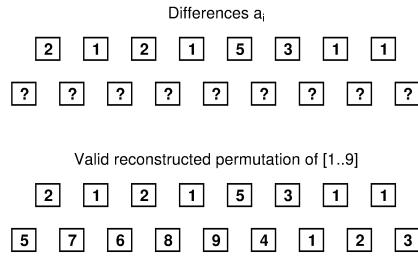 Differences aᵢ
2 1 2 1 5 3 1 1
? ? ? ? ? ? ? ? ?
Valid reconstructed permutation of [1..9]
2 1 2 1 5 3 1 1
5 7 6 8 9 4 1 2 3